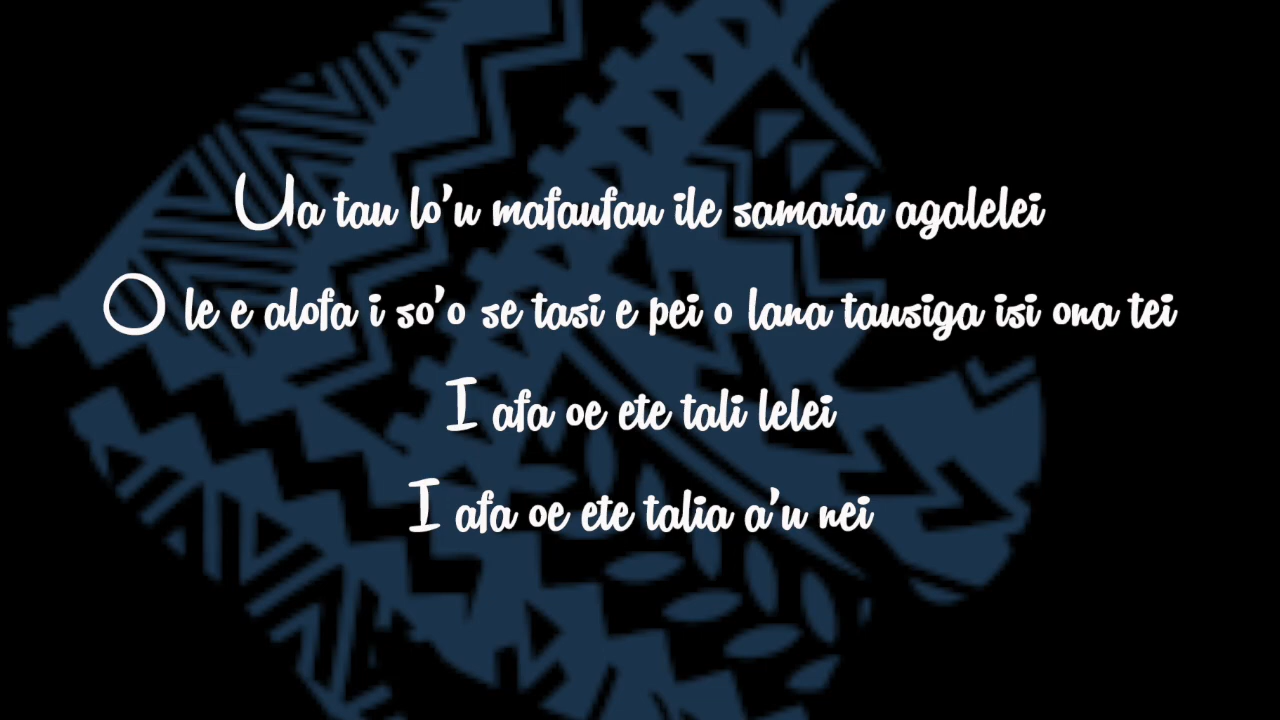 Ua tau lo'u mafaufau ile samaria agalelei
O le e alofa i so'o se tasi e pei o lana tausiga isi ona tei
I afa oe ete tali lelei
I afa oe ete talia a'u nei